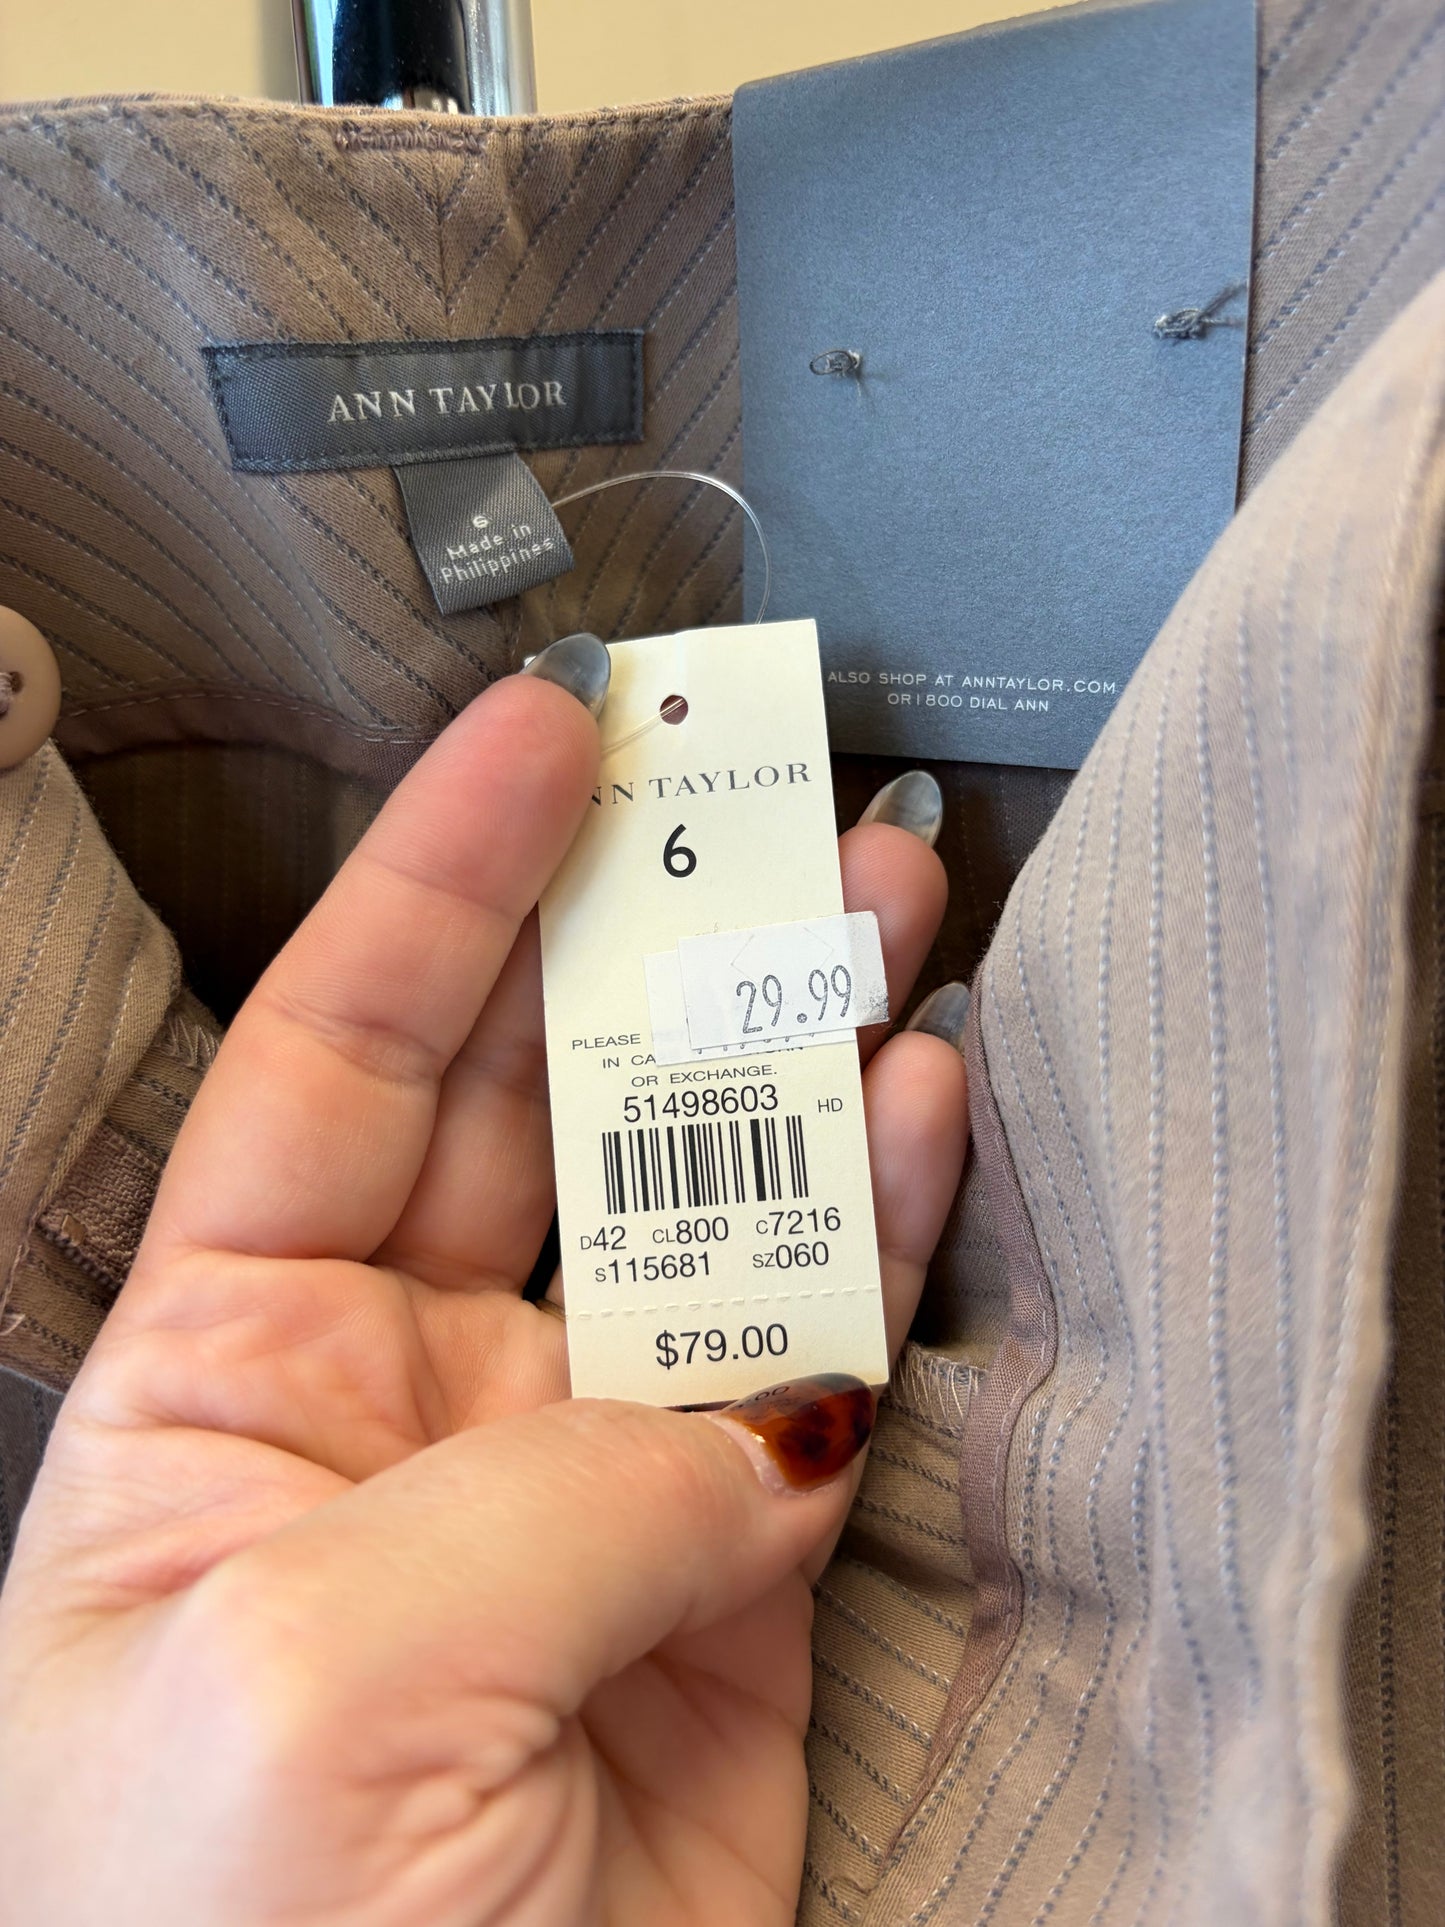 ANN TAYLOR
6
Made in
Philippines
ALSO SHOP AT ANNTAYLOR.COM
OR 1 800 DIAL ANN
NN TAYLOR
6
29.99
PLEASE
IN CA
OR EXCHANGE.
51498603 HD
D42 CL800 C7216
S115681 SZ060
$79.00